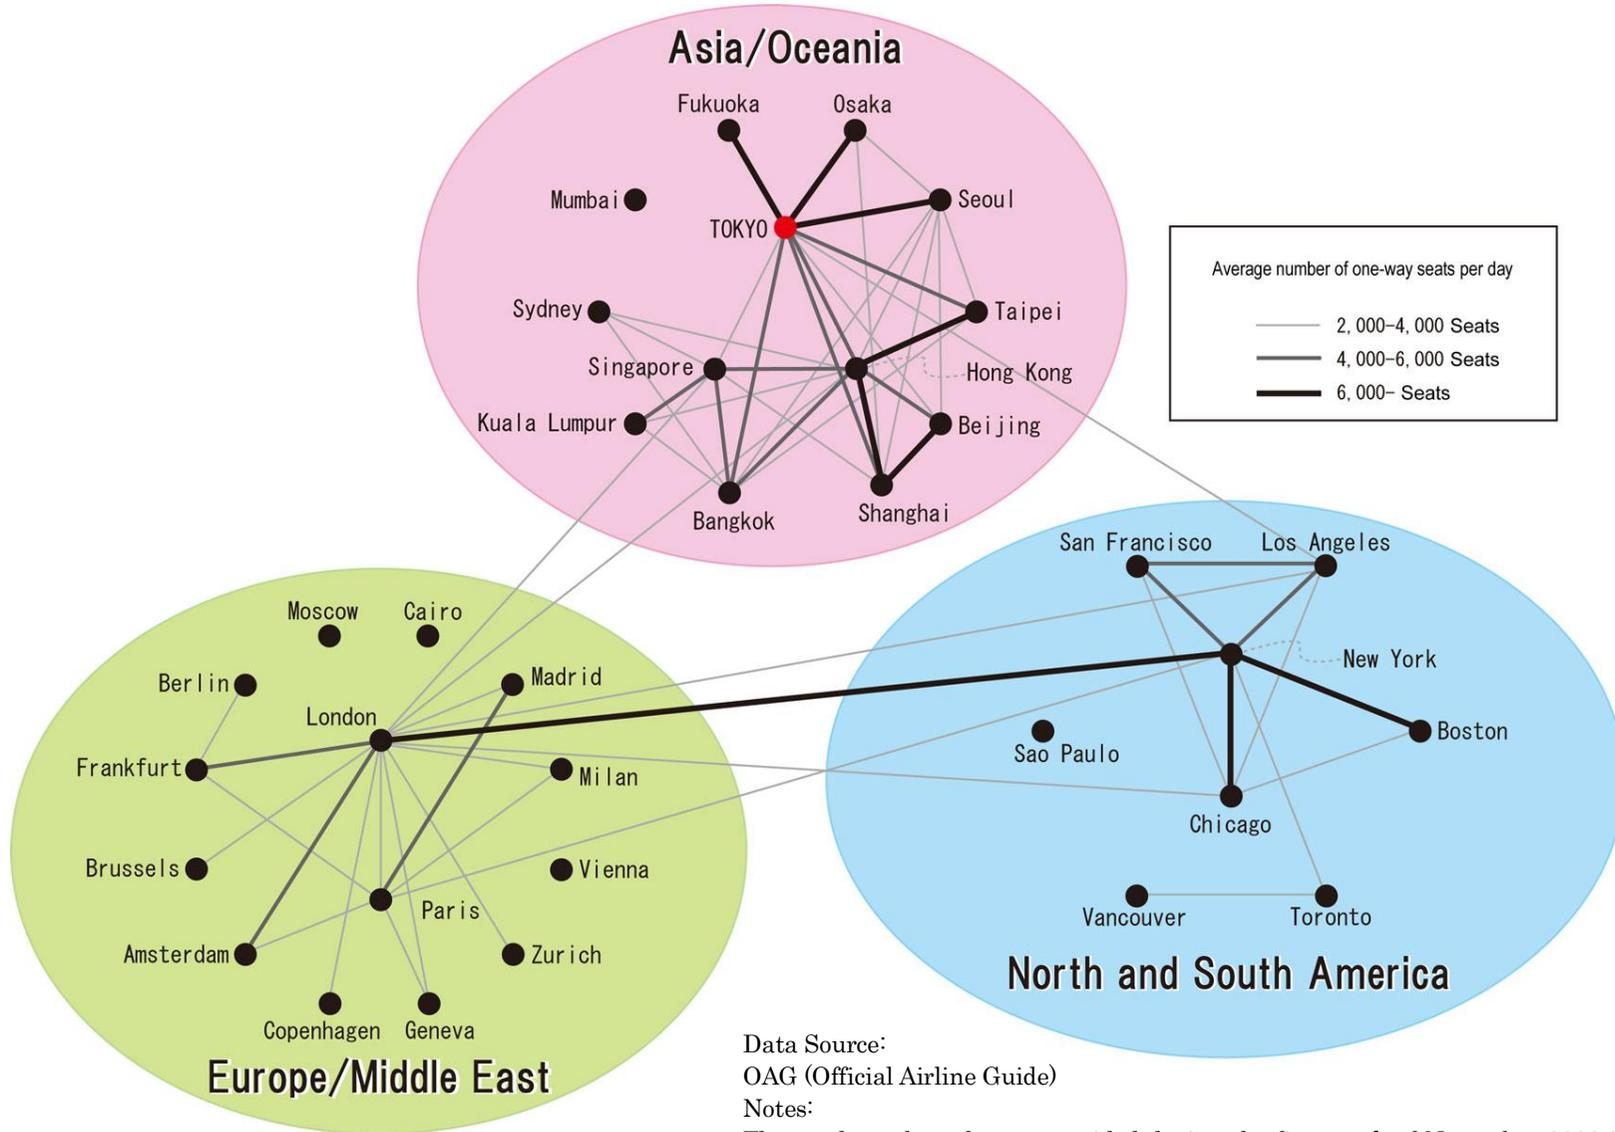 Asia/Oceania
Fukuoka
Osaka
Mumbai
Seoul
TOKYO
Sydney
Taipei
Singapore
Hong Kong
Kuala Lumpur
Beijing
Bangkok
Shanghai
Average number of one-way seats per day
2,000-4,000 Seats
4,000-6,000 Seats
6,000- Seats
San Francisco
Los Angeles
New York
Boston
Sao Paulo
Chicago
Vancouver
Toronto
North and South America
Moscow
Cairo
Berlin
Madrid
London
Frankfurt
Milan
Brussels
Vienna
Paris
Amsterdam
Zurich
Copenhagen
Geneva
Europe/Middle East
Data Source:
OAG (Official Airline Guide)
Notes: